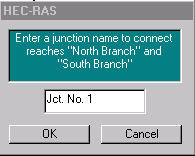 HEC-RAS
Enter a junction name to connect
reaches "North Branch" and
"South Branch"
Jct. No. 1
OK
Cancel